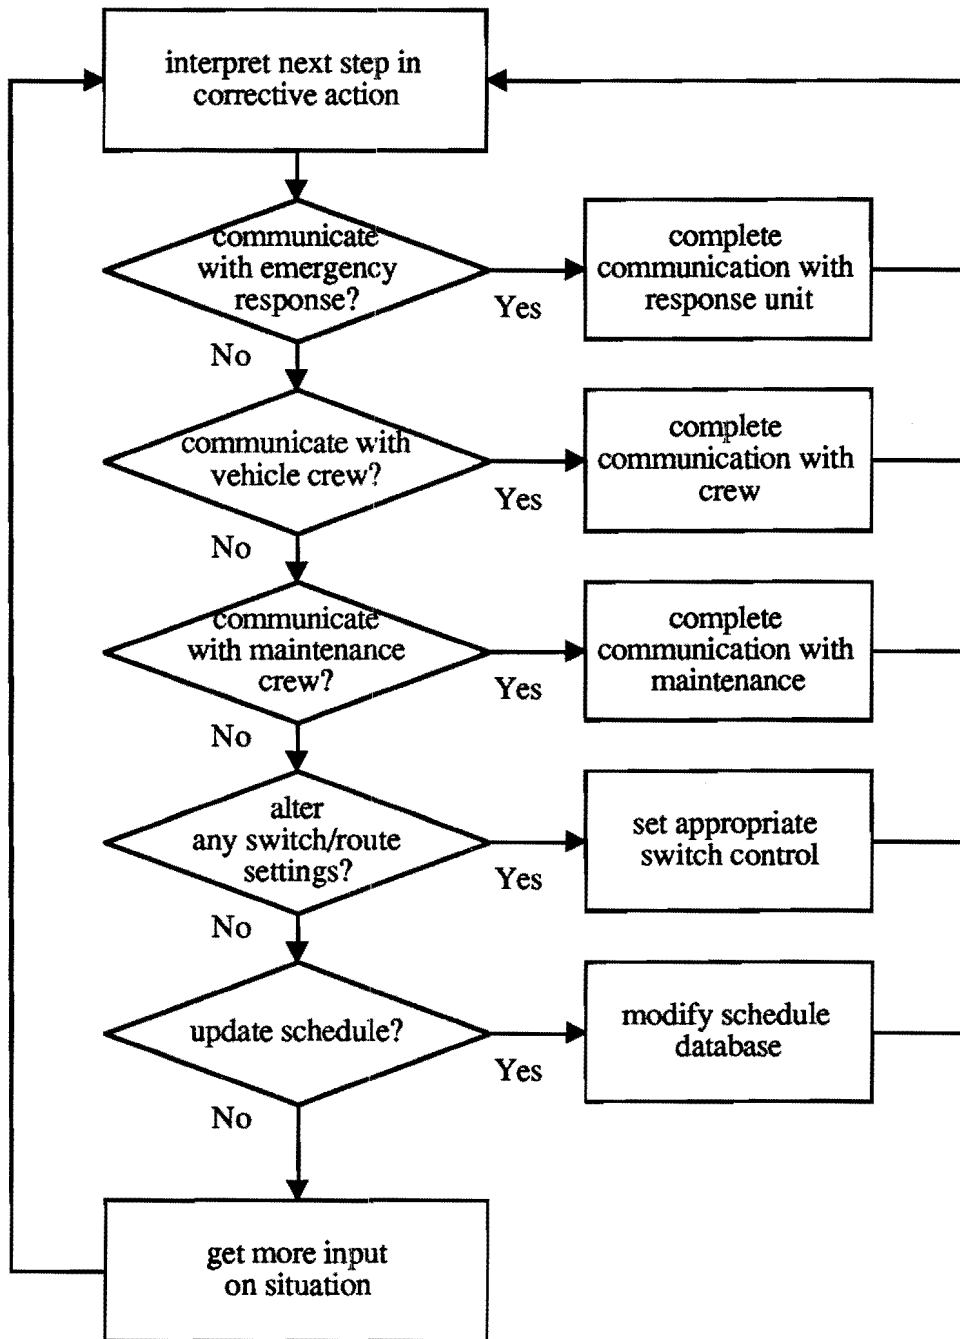 interpret next step in
corrective action
communicate
with emergency
response?
Yes
complete
communication with
response unit
No
communicate with
vehicle crew?
Yes
complete
communication with
crew
No
communicate
with maintenance
crew?
Yes
complete
communication with
maintenance
No
alter
any switch/route
settings?
Yes
set appropriate
switch control
No
update schedule?
Yes
modify schedule
database
No
get more input
on situation